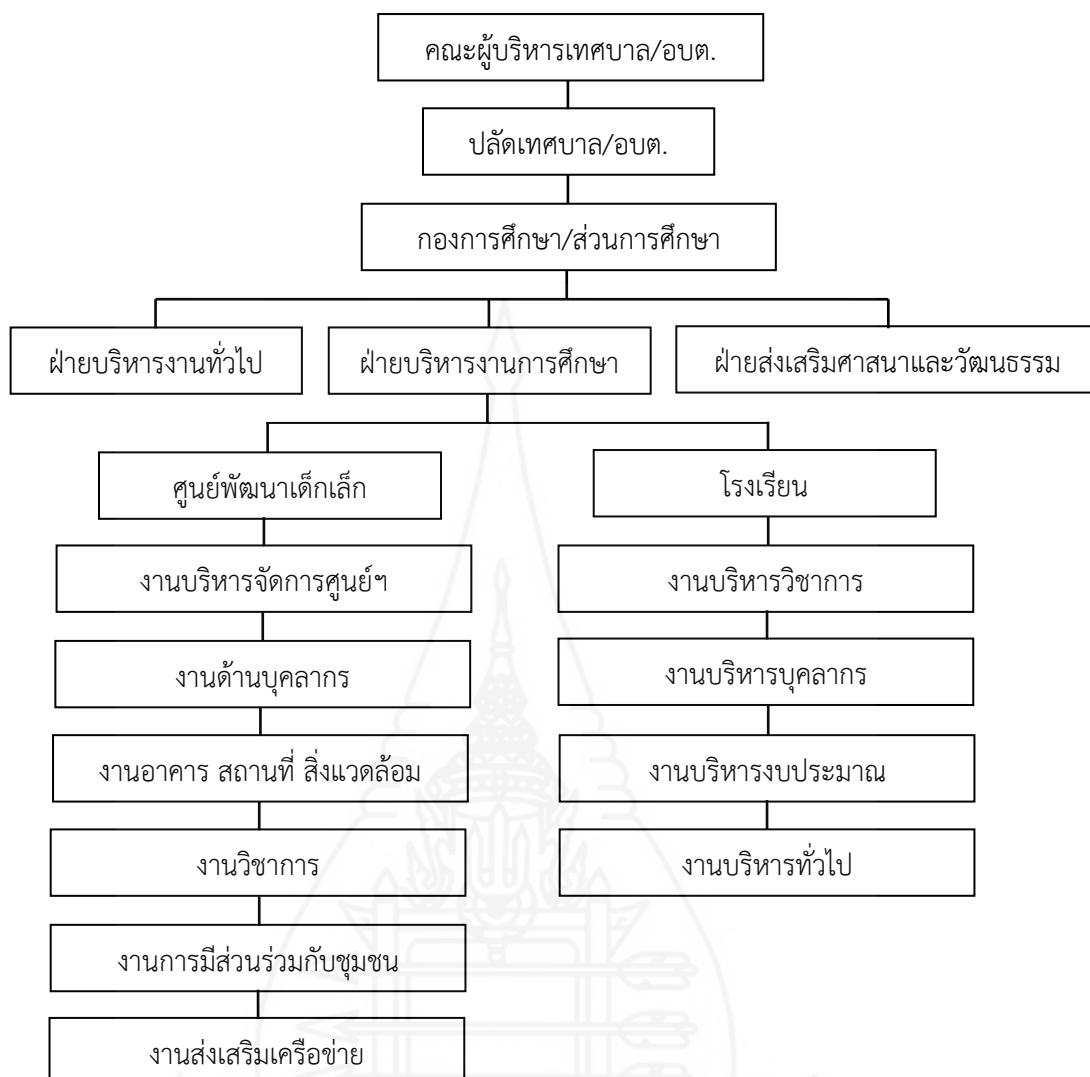 คณะผู้บริหารเทศบาล/อบต.
ปลัดเทศบาล/อบต.
กองการศึกษา/ส่วนการศึกษา
ฝ่ายบริหารงานทั่วไป
ฝ่ายบริหารงานการศึกษา
ฝ่ายส่งเสริมศาสนาและวัฒนธรรม
ศูนย์พัฒนาเด็กเล็ก
งานบริหารจัดการศูนย์ฯ
งานด้านบุคลากร
งานอาคาร สถานที่ สิ่งแวดล้อม
งานวิชาการ
งานการมีส่วนร่วมกับชุมชน
งานส่งเสริมเครือข่าย
โรงเรียน
งานบริหารวิชาการ
งานบริหารบุคลากร
งานบริหารงบประมาณ
งานบริหารทั่วไป